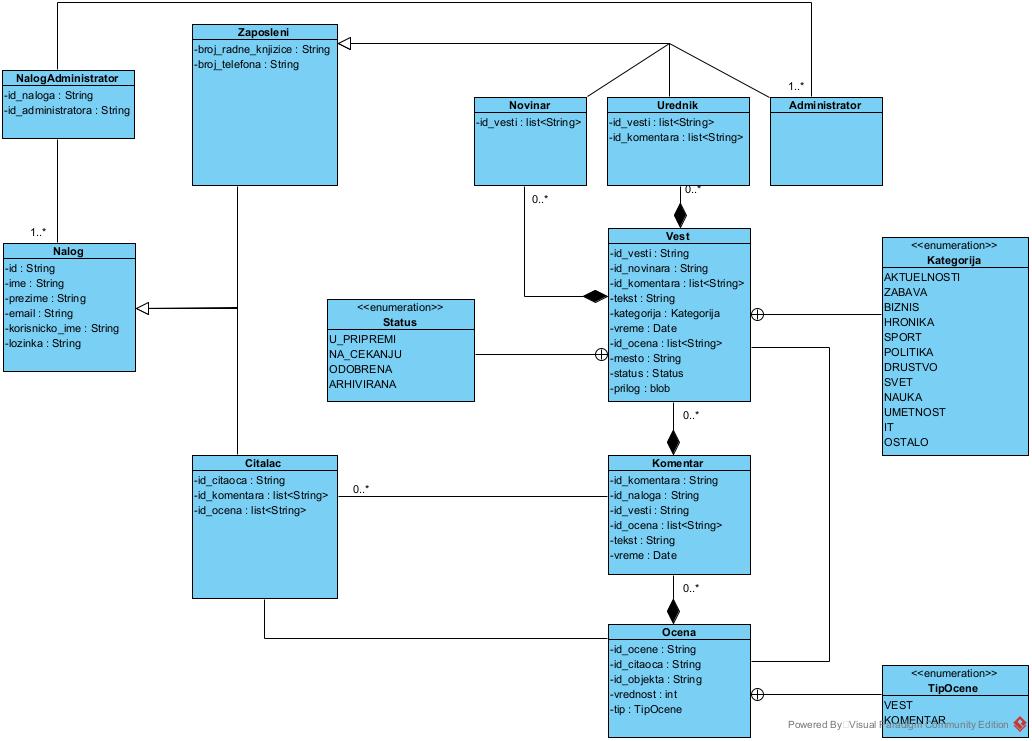 Zaposleni
-broj_radne_knjizice : String
-broj_telefona : String
NalogAdministrator
-id_naloga : String
-id_administratora : String
1..*
Novinar
-id_vesti : list<String>
Urednik
-id_vesti : list<String>
-id_komentara : list<String>
Administrator
0..*
0..*
1..*
Nalog
-id : String
-ime : String
-prezime : String
-email : String
-korisnicko_ime : String
-lozinka : String
Vest
-id_vesti : String
-id_novinara : String
-id_komentara : list<String>
-tekst : String
-kategorija : Kategorija
-vreme : Date
-id_ocena : list<String>
-mesto : String
-status : Status
-prilog : blob
<<enumeration>>
Kategorija
AKTUELNOSTI
ZABAVA
BIZNIS
HRONIKA
SPORT
POLITIKA
DRUSTVO
SVET
NAUKA
UMETNOST
IT
OSTALO
<<enumeration>>
Status
U_PRIPREMI
NA_CEKANJU
ODOBRENA
ARHIVIRANA
0..*
Citalac
-id_citaoca : String
-id_komentara : list<String>
-id_ocena : list<String>
0..*
Komentar
-id_komentara : String
-id_naloga : String
-id_vesti : String
-id_ocena : list<String>
-tekst : String
-vreme : Date
0..*
Ocena
-id_ocene : String
-id_citaoca : String
-id_objekta : String
-vrednost : int
-tip : TipOcene
<<enumeration>>
TipOcene
VEST
KOMENTAR
Powered By Visual Paradigm Community Edition